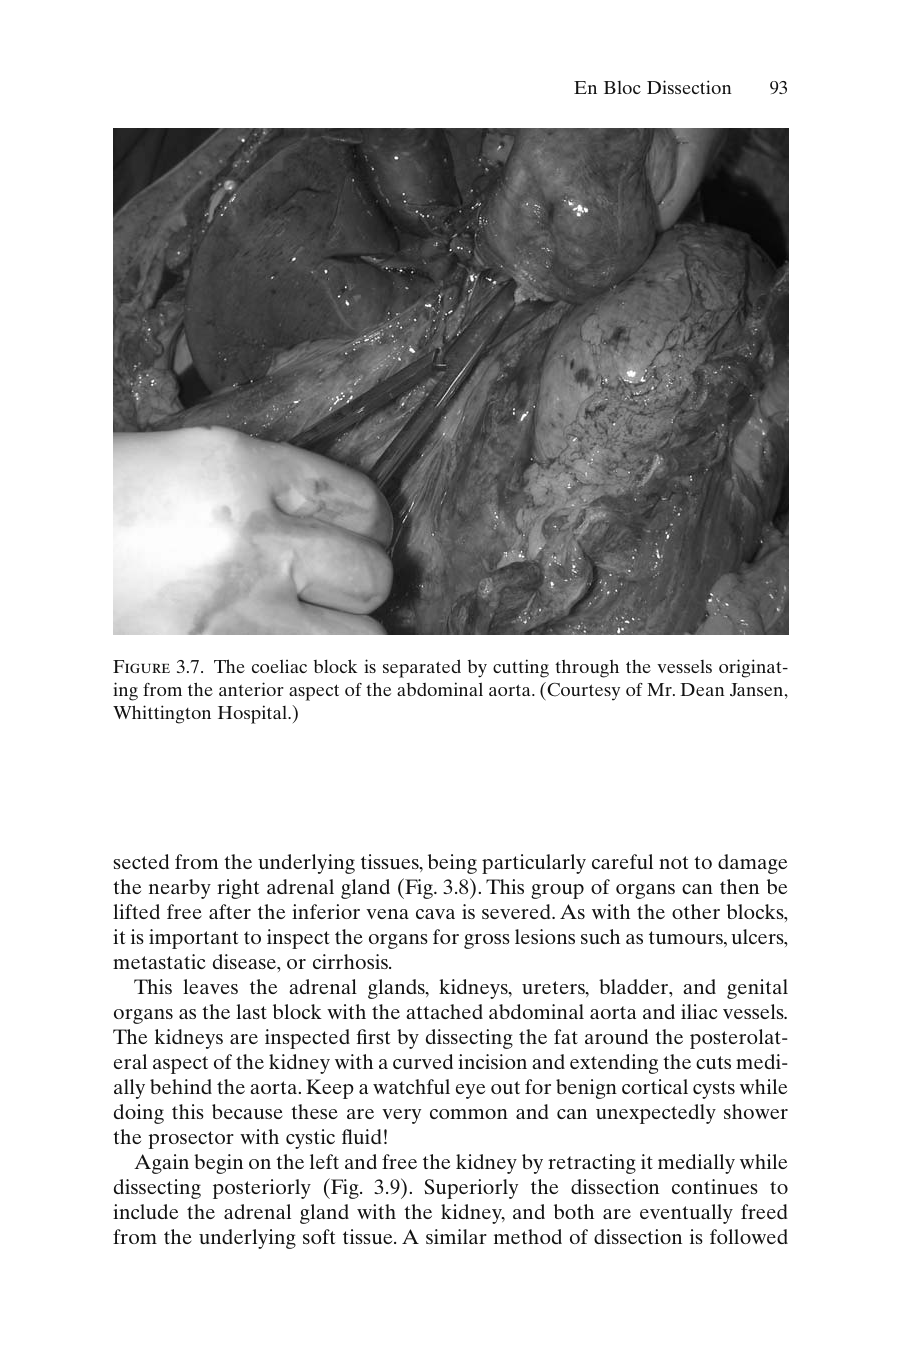 En Bloc Dissection 93
FIGURE 3.7. The coeliac block is separated by cutting through the vessels originat-
ing from the anterior aspect of the abdominal aorta. (Courtesy of Mr. Dean Jansen,
Whittington Hospital.)
sected from the underlying tissues, being particularly careful not to damage
the nearby right adrenal gland (Fig. 3.8). This group of organs can then be
lifted free after the inferior vena cava is severed. As with the other blocks,
it is important to inspect the organs for gross lesions such as tumours, ulcers,
metastatic disease, or cirrhosis.
This leaves the adrenal glands, kidneys, ureters, bladder, and genital
organs as the last block with the attached abdominal aorta and iliac vessels.
The kidneys are inspected first by dissecting the fat around the posterolat-
eral aspect of the kidney with a curved incision and extending the cuts medi-
ally behind the aorta. Keep a watchful eye out for benign cortical cysts while
doing this because these are very common and can unexpectedly shower
the prosector with cystic fluid!
Again begin on the left and free the kidney by retracting it medially while
dissecting posteriorly (Fig. 3.9). Superiorly the dissection continues to
include the adrenal gland with the kidney, and both are eventually freed
from the underlying soft tissue. A similar method of dissection is followed